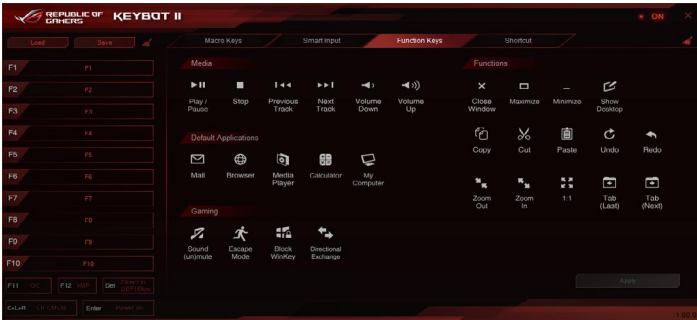 REPUBLIC OF
GAMERS
KEYBOT II
ON
Load
Save
Macro Keys
Smart Input
Function Keys
Shortcut
F1 F1
F2 F2
F3 F3
F4 F4
F5 F5
F6 F6
F7 F7
F8 F8
F9 F9
F10 F10
F11 OC F12 XMP Del
C+L+R Enter
Media
Play / Pause
Stop
Previous Track
Next Track
Volume Down
Volume Up
Default Applications
Mail
Browser
Media Player
Calculator
My Computer
Gaming
Sound (un)mute
Escape Mode
Block WinKey
Directional Exchange
Functions
Close Window
Maximize
Minimize
Show Desktop
Copy
Cut
Paste
Undo
Redo
Zoom Out
Zoom In
1:1
Tab (Last)
Tab (Next)
Apply